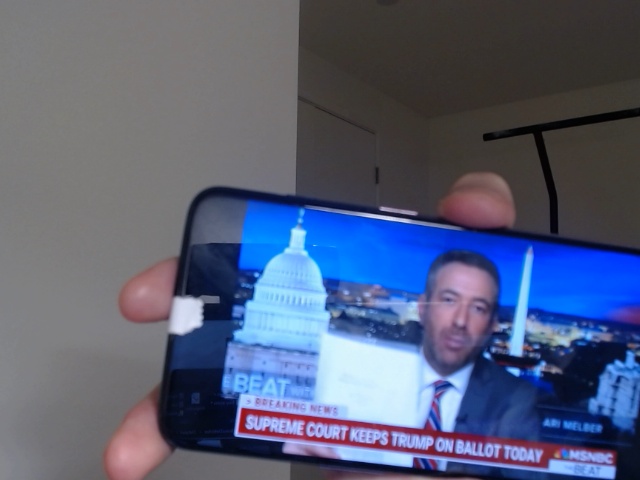 BEAT
BREAKING NEWS
SUPREME COURT KEEPS TRUMP ON BALLOT TODAY
ARI MELBER
MSNBC
BEAT